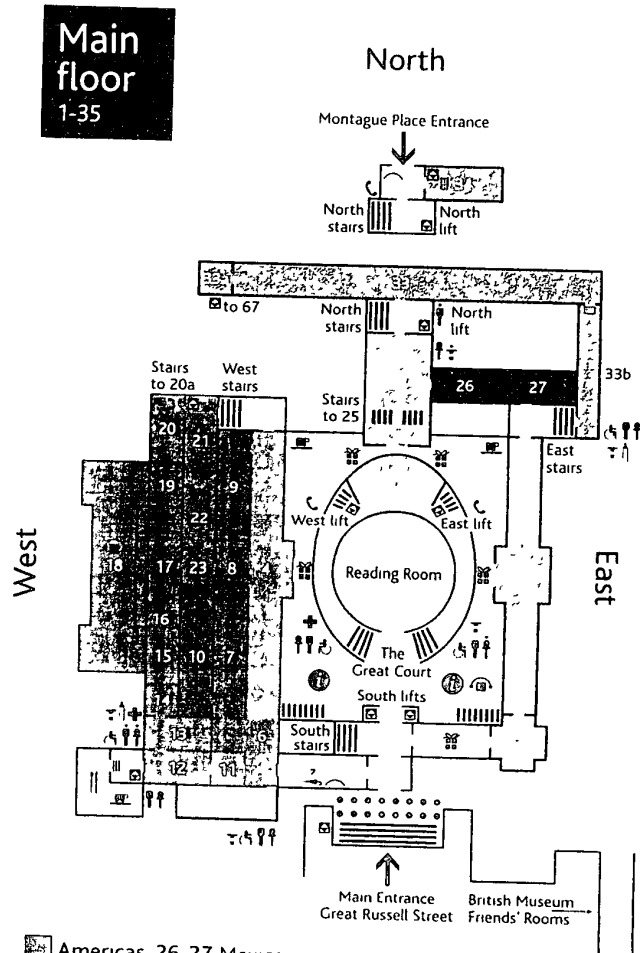 Main
floor
1-35
North
Montague Place Entrance
North
stairs
North
lift
to 67
North
stairs
North
lift
Stairs
to 20a
West
stairs
Stairs
to 25
26
27
33b
East
stairs
20
21
19
9
22
West lift
East lift
18
17
23
8
Reading Room
West
East
16
15
10
7
The
Great Court
South lifts
14
13
6
South
stairs
12
11
Main Entrance
Great Russell Street
British Museum
Friends' Rooms
Americas 26, 27